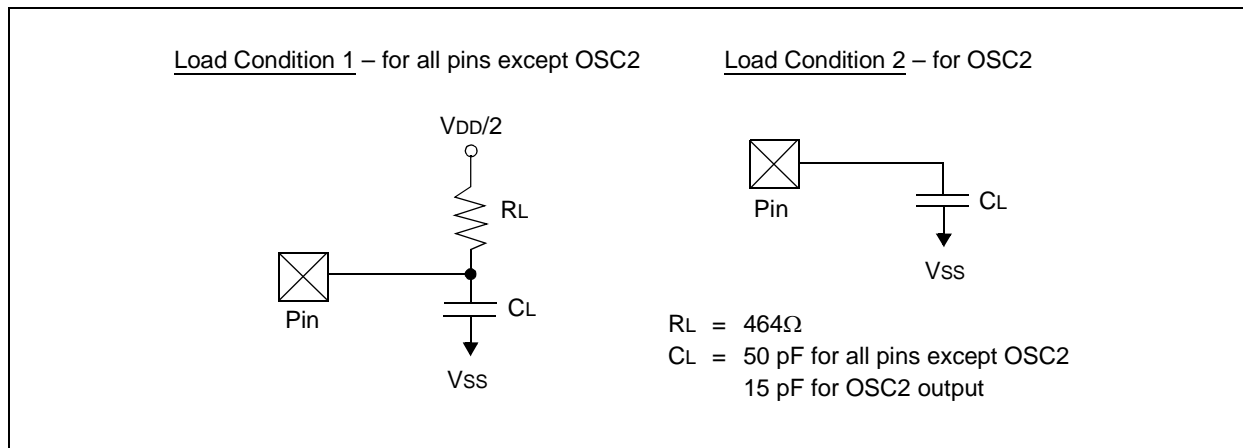 Load Condition 1 – for all pins except OSC2
VDD/2
RL
Pin
CL
VSS
Load Condition 2 – for OSC2
Pin
CL
VSS
RL = 464Ω
CL = 50 pF for all pins except OSC2
15 pF for OSC2 output